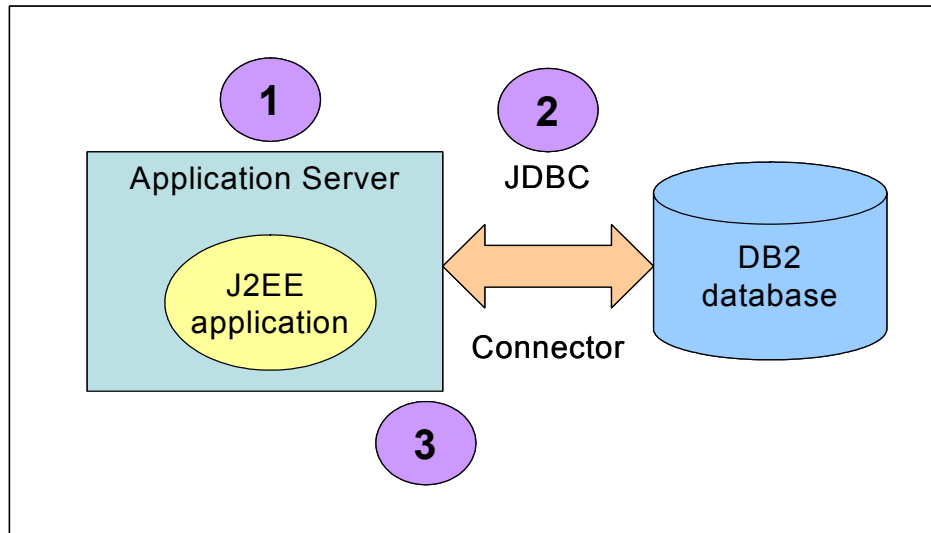 1
2
Application Server
JDBC
J2EE
application
DB2
database
Connector
3